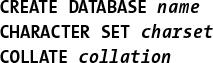 CREATE DATABASE name
CHARACTER SET charset
COLLATE collation